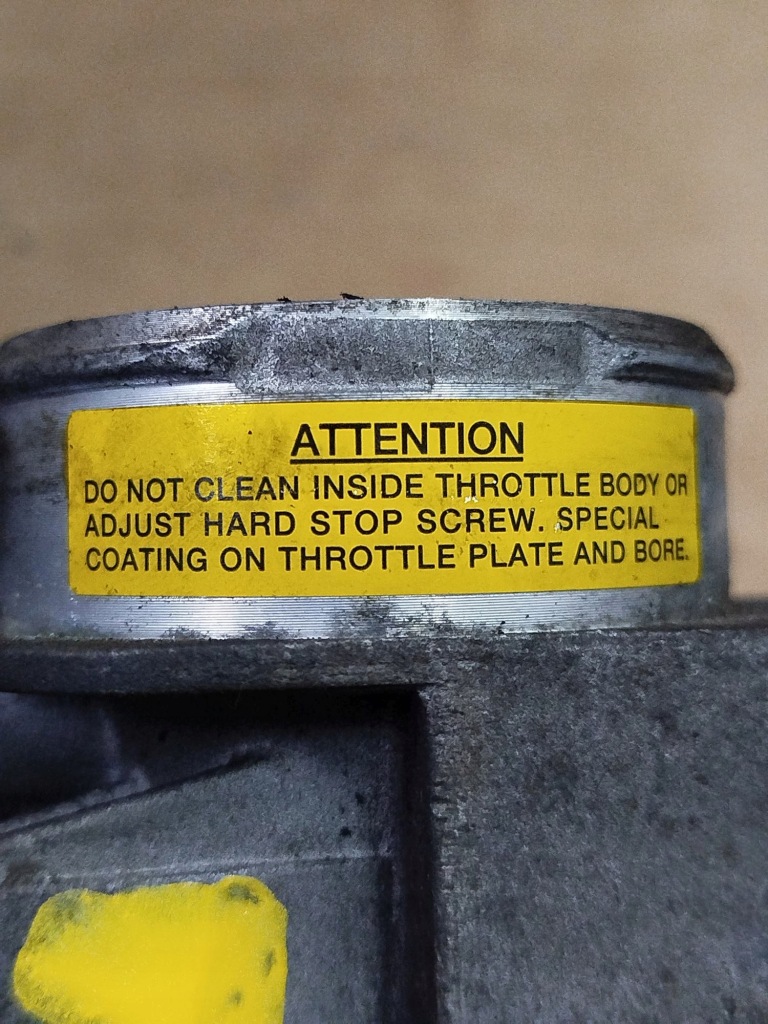 ATTENTION
DO NOT CLEAN INSIDE THROTTLE BODY OR
ADJUST HARD STOP SCREW. SPECIAL
COATING ON THROTTLE PLATE AND BORE.